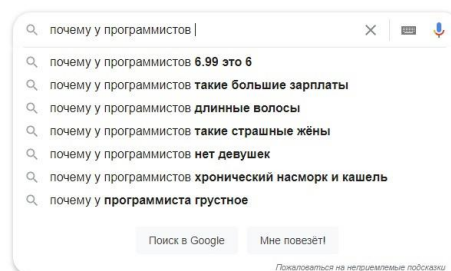 почему у программистов
почему у программистов 6.99 это 6
почему у программистов такие большие зарплаты
почему у программистов длинные волосы
почему у программистов такие страшные жёны
почему у программистов нет девушек
почему у программистов хронический насморк и кашель
почему у программиста грустное
Поиск в Google Мне повезёт!
Пожаловаться на неприемлемые подсказки